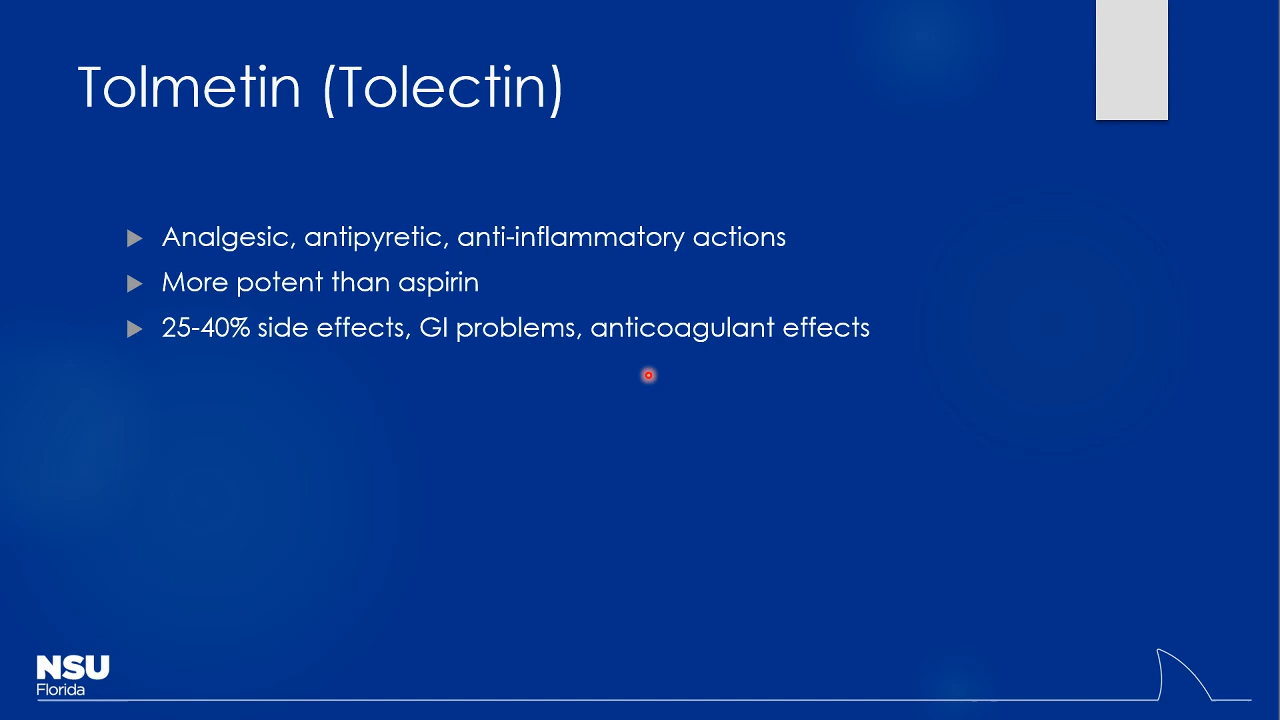 Tolmetin (Tolectin)
Analgesic, antipyretic, anti-inflammatory actions
More potent than aspirin
25-40% side effects, GI problems, anticoagulant effects
NSU
Florida